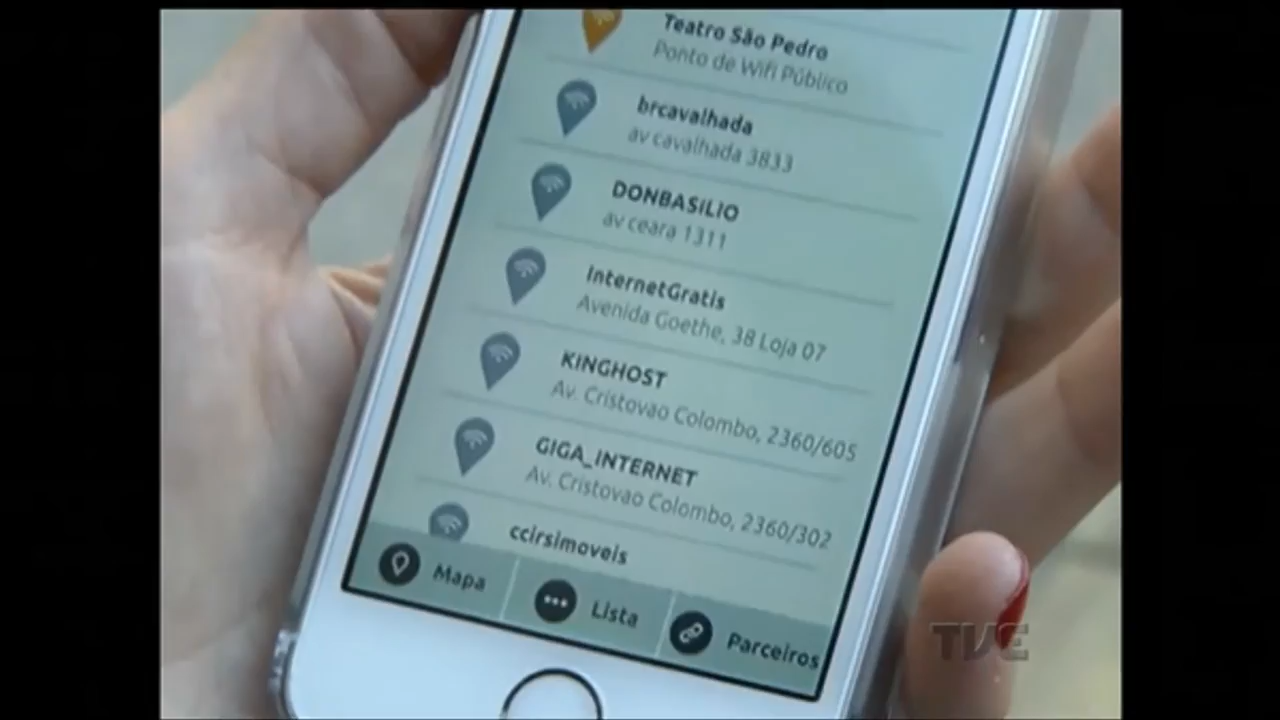 Teatro São Pedro
Ponto de Wifi Público
brcavalhada
av cavalhada 3833
DONBASILIO
av ceara 1311
InternetGratis
Avenida Goethe, 38 Loja 07
KINGHOST
Av. Cristovao Colombo, 2360/605
GIGA_INTERNET
Av. Cristovao Colombo, 2360/302
ccirsimoveis
Mapa
Lista
Parceiros
TVE